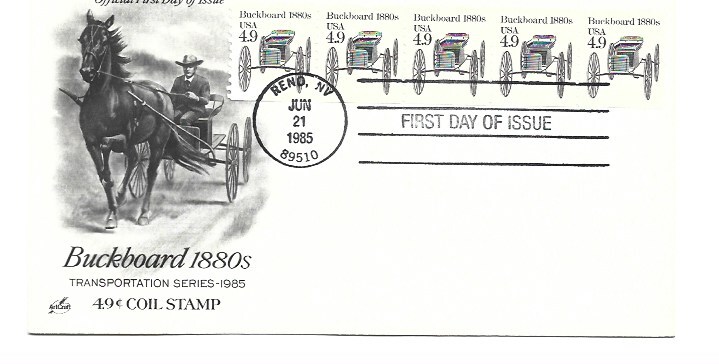 Official First Day of Issue
Buckboard 1880s
USA
4.9
Buckboard 1880s
USA
4.9
Buckboard 1880s
USA
4.9
Buckboard 1880s
USA
4.9
Buckboard 1880s
USA
4.9
RENO, NV
JUN
21
1985
89510
FIRST DAY OF ISSUE
Buckboard 1880s
TRANSPORTATION SERIES-1985
ArtCraft
4.9¢ COIL STAMP